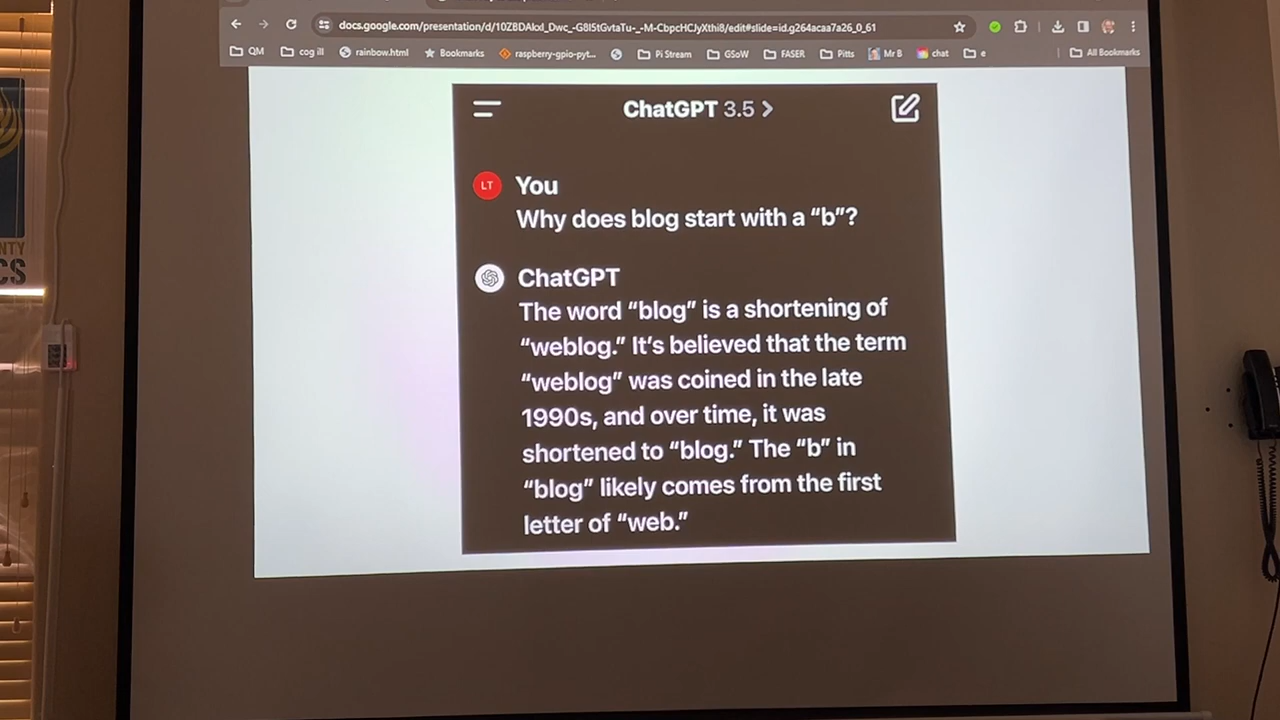 docs.google.com/presentation/d/10ZBDAkxl_Dwc_-G8I5tGvtaTu-_-M-CbpcHCJyXthi8/edit#slide=id.g264acaa7a26_0_61
QM cog ill rainbow.html Bookmarks raspberry-gpio-pyt... Pi Stream GSoW FASER Pitts Mr B chat e All Bookmarks
ChatGPT 3.5 >
LT You
Why does blog start with a “b”?
ChatGPT
The word “blog” is a shortening of
“weblog.” It’s believed that the term
“weblog” was coined in the late
1990s, and over time, it was
shortened to “blog.” The “b” in
“blog” likely comes from the first
letter of “web.”
NTY
CS